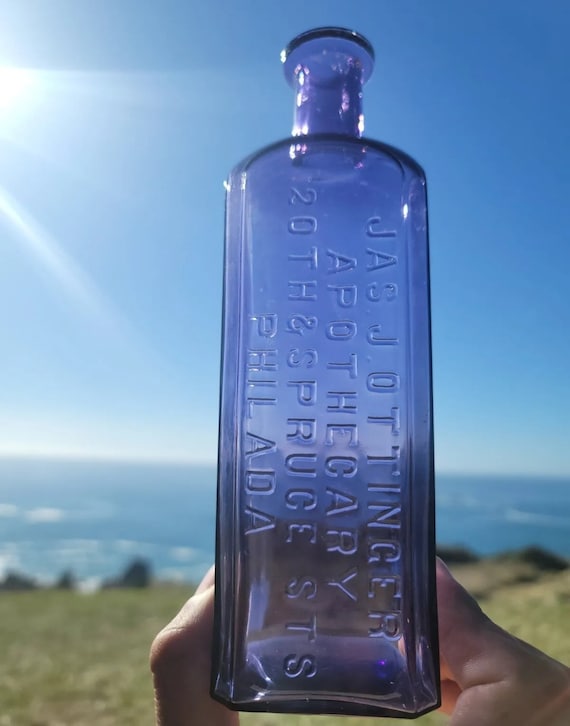 JAS. J. OTTINGER
APOTHECARY
20TH & SPRUCE STS
PHILADA